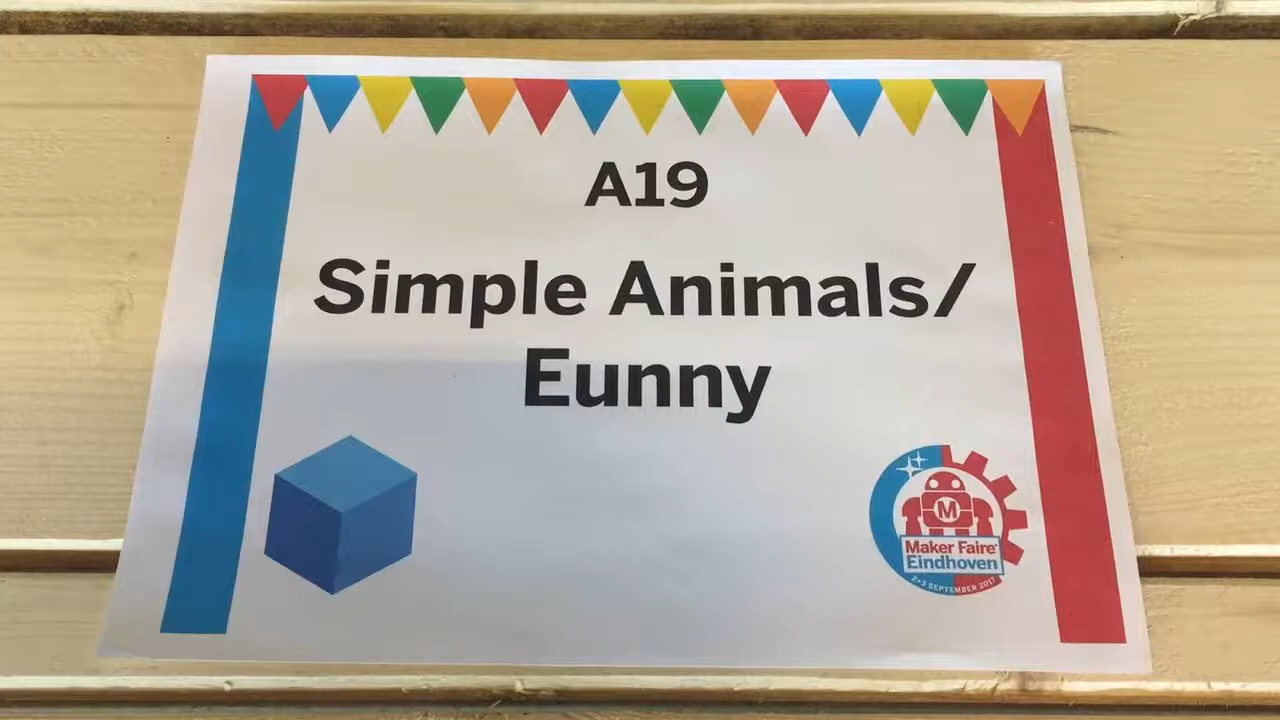 A19
Simple Animals/
Eunny
M
Maker Faire®
Eindhoven
2+3 SEPTEMBER 2017